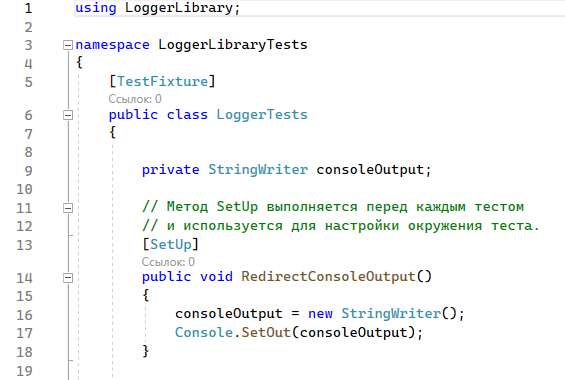 1 using LoggerLibrary;
2
3 namespace LoggerLibraryTests
4 {
5 [TestFixture]
Ссылок: 0
6 public class LoggerTests
7 {
8
9 private StringWriter consoleOutput;
10
11 // Метод SetUp выполняется перед каждым тестом
12 // и используется для настройки окружения теста.
13 [SetUp]
Ссылок: 0
14 public void RedirectConsoleOutput()
15 {
16 consoleOutput = new StringWriter();
17 Console.SetOut(consoleOutput);
18 }
19